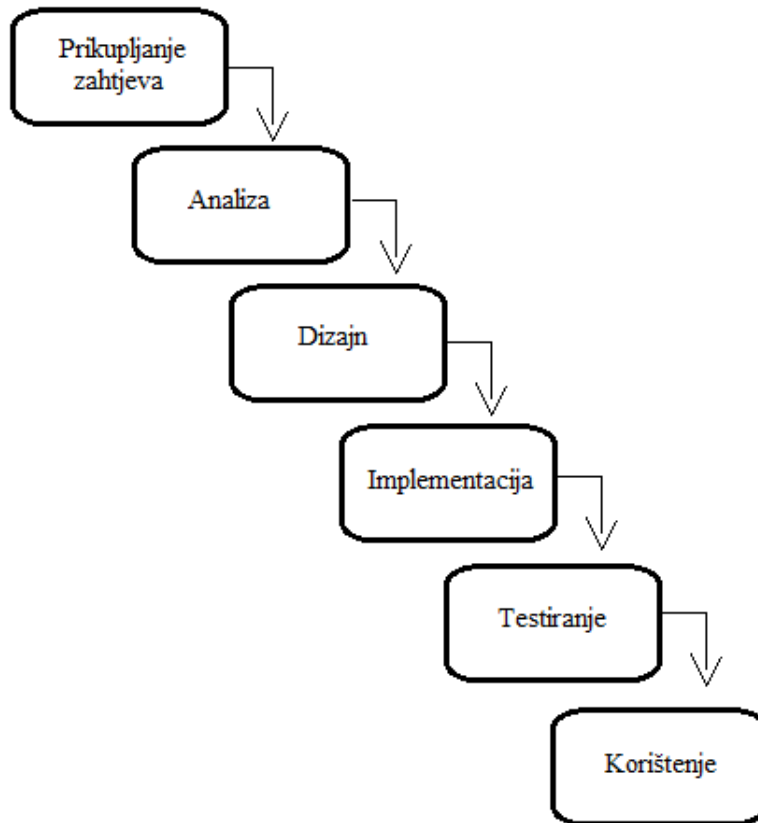 Prikupljanje
zahtjeva
Analiza
Dizajn
Implementacija
Testiranje
Korištenje